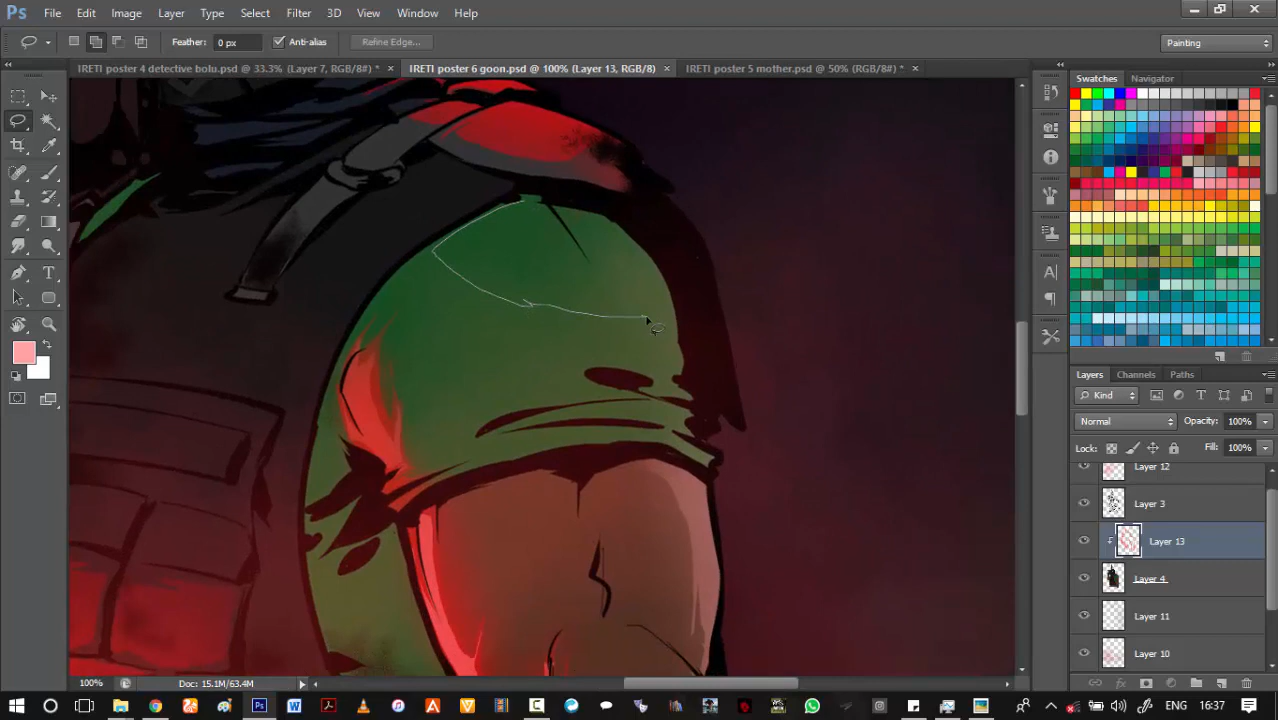 Ps File Edit Image Layer Type Select Filter 3D View Window Help
Feather: 0 px Anti-alias Refine Edge... Painting
IRETI poster 4 detective bolu.psd @ 33.3% (Layer 7, RGB/8#) * × IRETI poster 6 goon.psd @ 100% (Layer 13, RGB/8) × IRETI poster 5 mother.psd @ 50% (RGB/8#) * ×
Swatches Navigator
Layers Channels Paths
Kind
Normal Opacity: 100%
Lock: Fill: 100%
Layer 12
Layer 3
Layer 13
Layer 4
Layer 11
Layer 10
100% Doc: 15.1M/63.4M
ENG 16:37